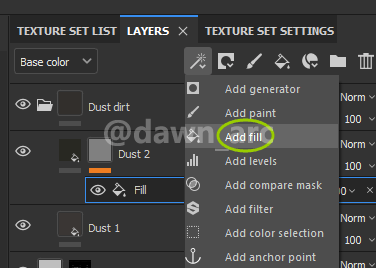 TEXTURE SET LIST LAYERS × TEXTURE SET SETTINGS
Base color
Add generator
Dust dirt Norm
Add paint 100
@dawn_arc
Add fill Norm
Dust 2 100
Add levels
Fill Add compare mask 00
Add filter
Dust 1 Norm
Add color selection 100
Add anchor point Norm